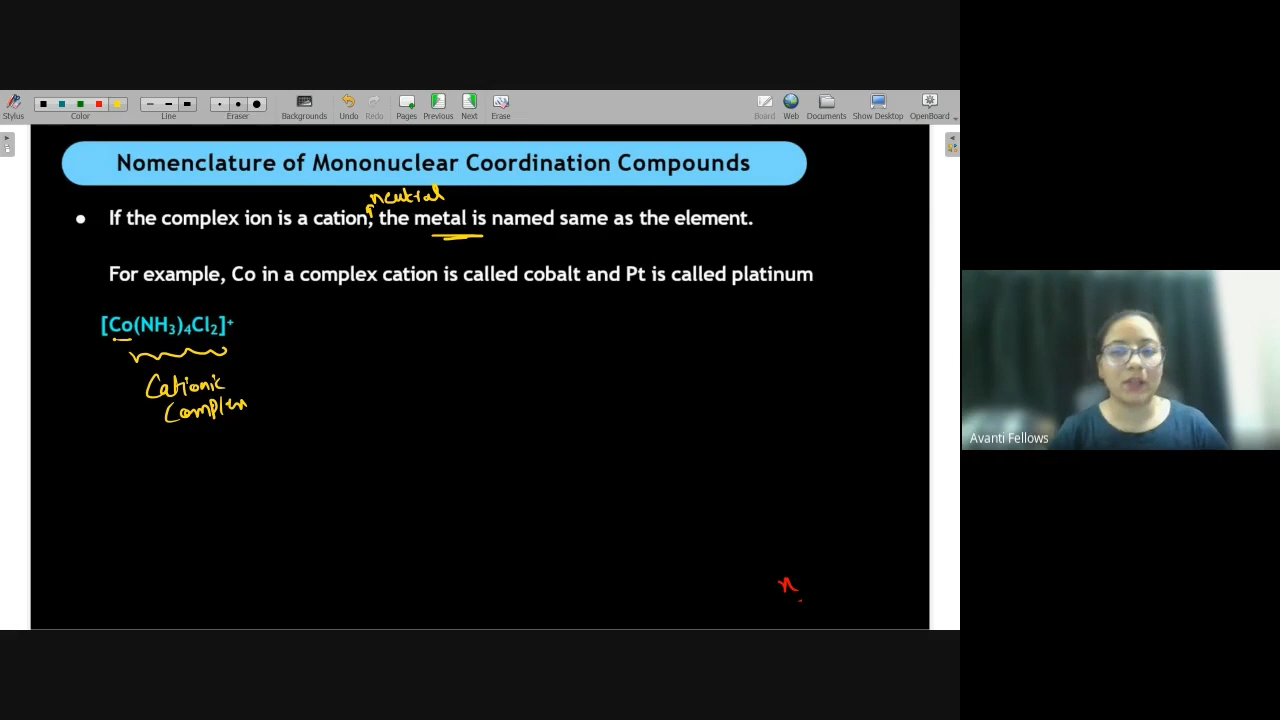 Stylus
Color
Line
Eraser
Backgrounds
Undo
Redo
Pages
Previous
Next
Erase
Board
Web
Documents
Show Desktop
OpenBoard
Nomenclature of Mononuclear Coordination Compounds
neutral
● If the complex ion is a cation, the metal is named same as the element.
For example, Co in a complex cation is called cobalt and Pt is called platinum
[Co(NH₃)₄Cl₂]⁺
Cationic
Complex
n
Avanti Fellows